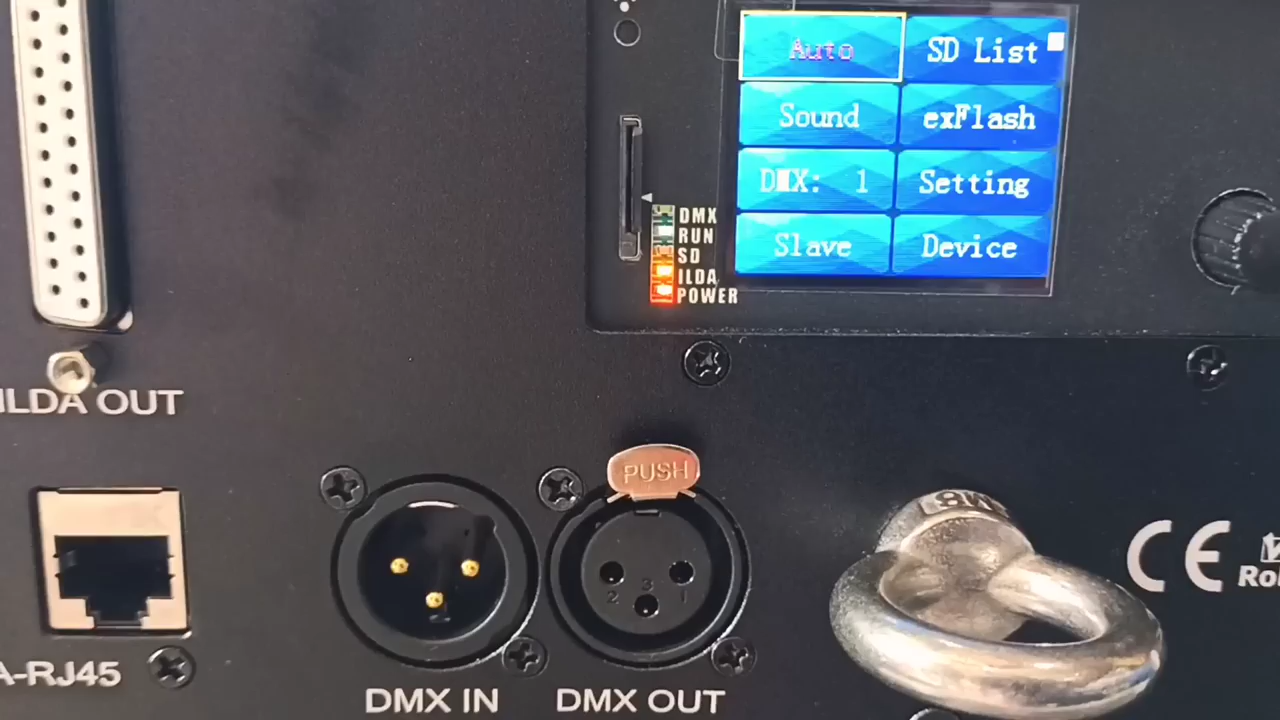 Auto
SD List
Sound
exFlash
DMX: 1
Setting
Slave
Device
DMX
RUN
SD
ILDA
POWER
ILDA OUT
PUSH
2
3
1
A-RJ45
DMX IN
DMX OUT
M8
CE